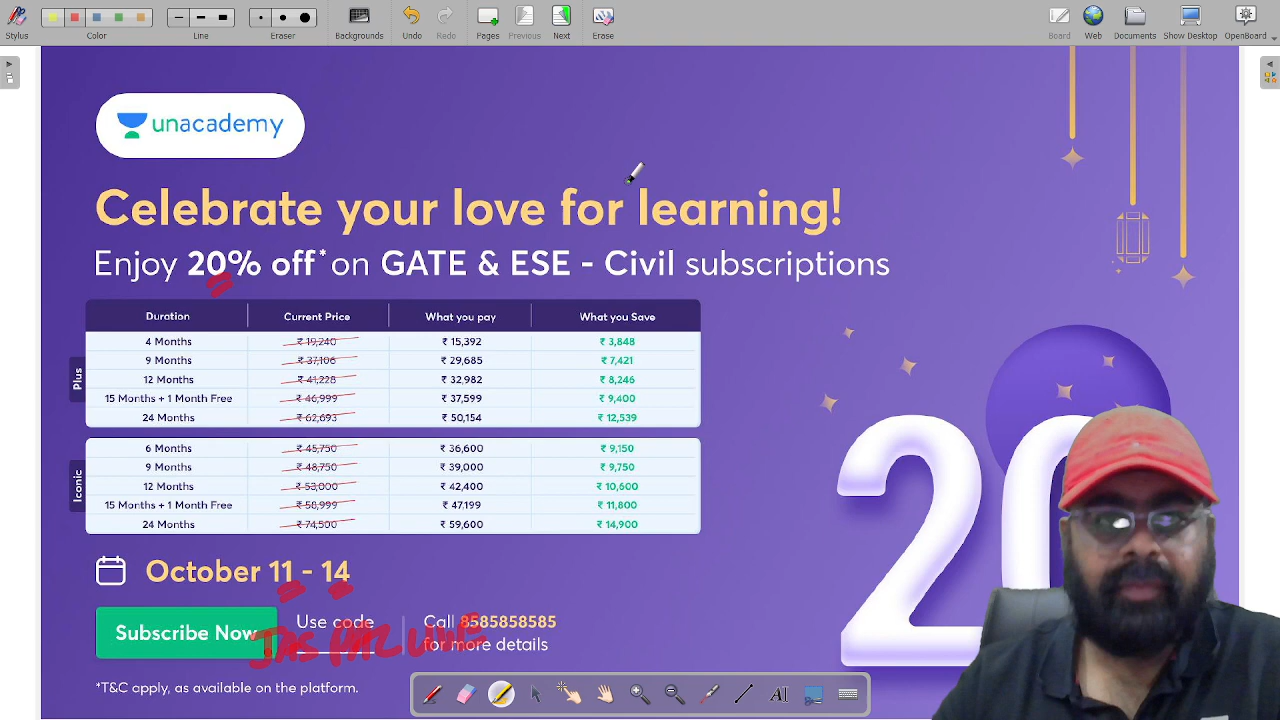 Stylus Color Line Eraser Backgrounds Undo Redo Pages Previous Next Erase Board Web Documents Show Desktop OpenBoard
unacademy
Celebrate your love for learning!
Enjoy 20% off* on GATE & ESE - Civil subscriptions
Duration Current Price What you pay What you Save
Plus
4 Months ₹ 19,240 ₹ 15,392 ₹ 3,848
9 Months ₹ 37,106 ₹ 29,685 ₹ 7,421
12 Months ₹ 41,228 ₹ 32,982 ₹ 8,246
15 Months + 1 Month Free ₹ 46,999 ₹ 37,599 ₹ 9,400
24 Months ₹ 62,693 ₹ 50,154 ₹ 12,539
Iconic
6 Months ₹ 45,750 ₹ 36,600 ₹ 9,150
9 Months ₹ 48,750 ₹ 39,000 ₹ 9,750
12 Months ₹ 53,000 ₹ 42,400 ₹ 10,600
15 Months + 1 Month Free ₹ 58,999 ₹ 47,199 ₹ 11,800
24 Months ₹ 74,500 ₹ 59,600 ₹ 14,900
20
October 11 - 14
Subscribe Now
Use code
Call 8585858585
for more details
*T&C apply, as available on the platform.
AI